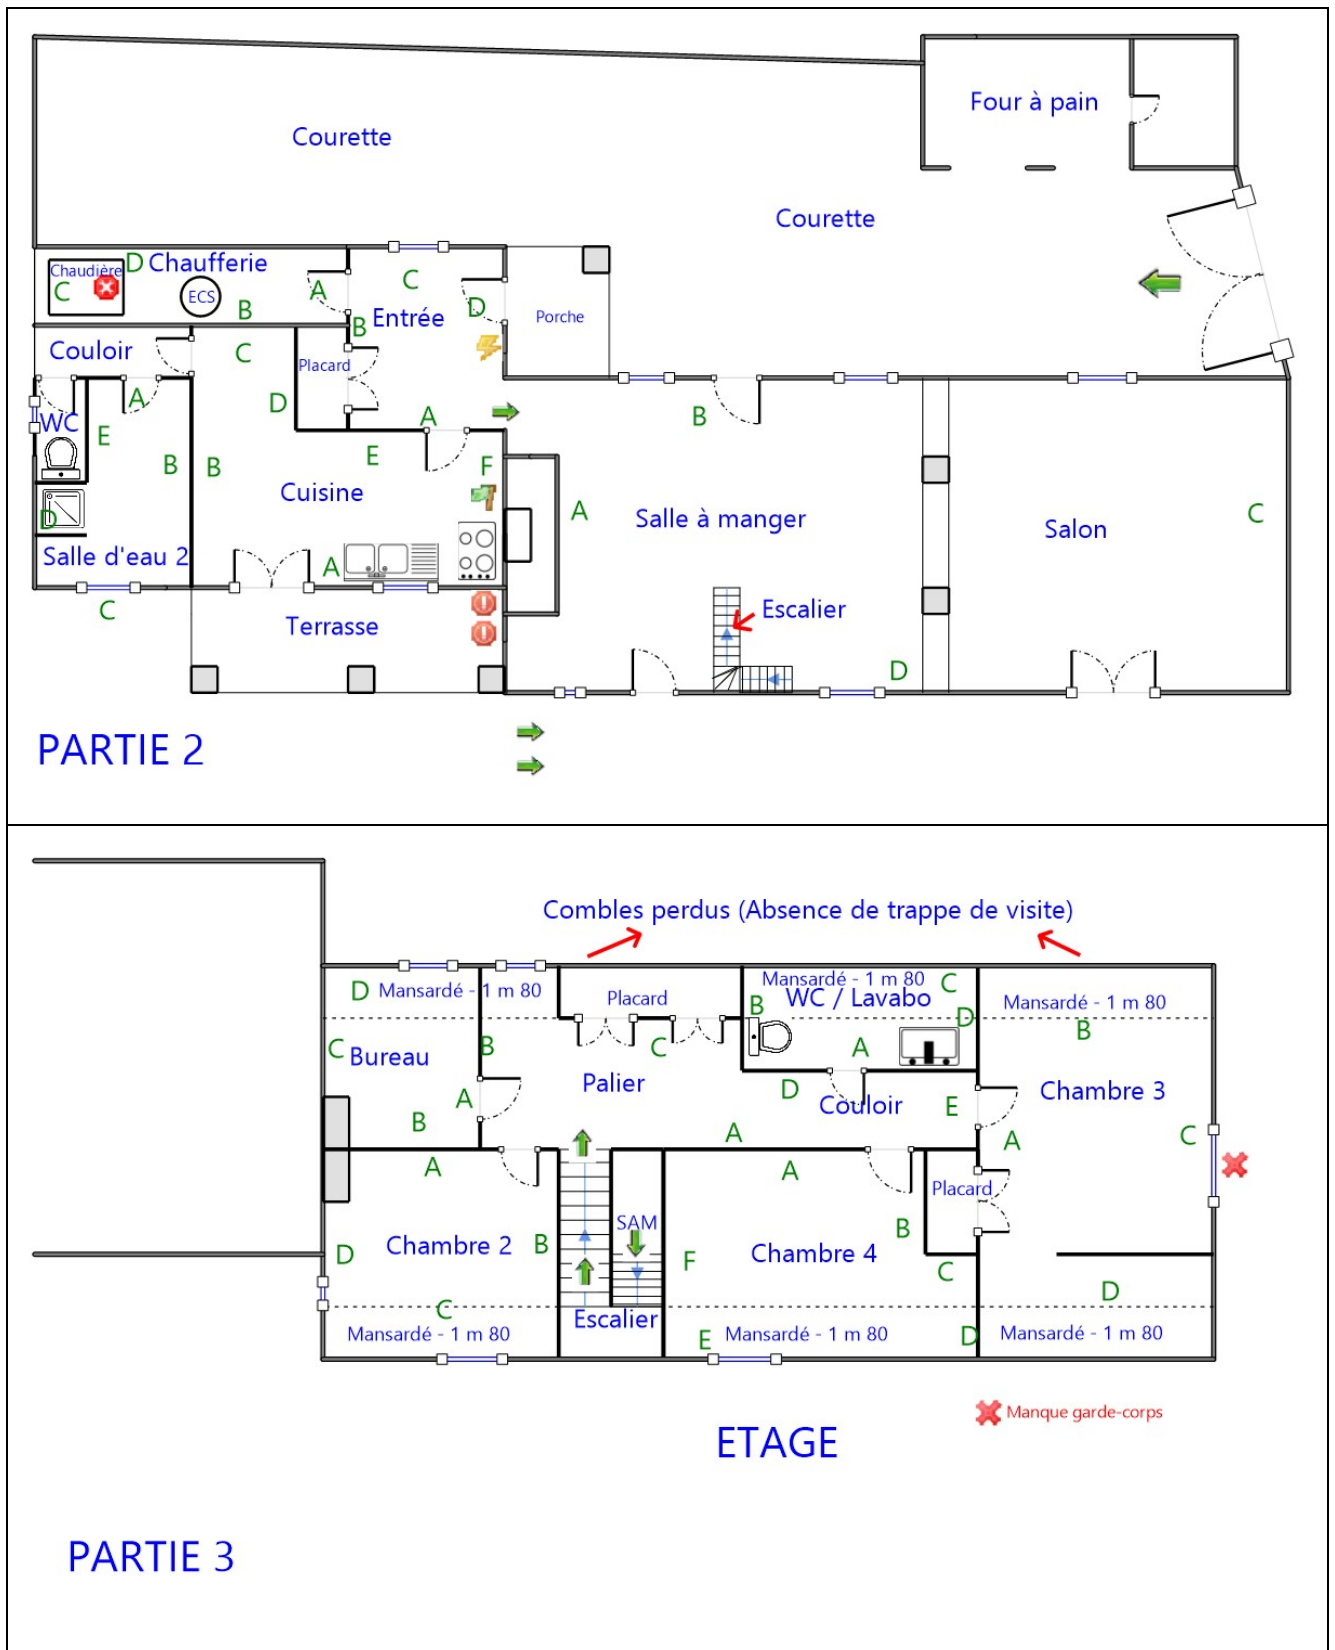 Four à pain
Courette
Courette
Chaudière
D
Chaufferie
C
ECS
B
A
C
D
Entrée
B
Porche
Couloir
C
Placard
A
D
A
B
WC
E
B
B
E
F
Cuisine
A
Salle à manger
C
Salon
D
Salle d'eau 2
A
C
Terrasse
Escalier
D
PARTIE 2
Combles perdus (Absence de trappe de visite)
D
Mansardé - 1 m 80
Placard
Mansardé - 1 m 80
C
B
WC / Lavabo
D
Mansardé - 1 m 80
B
C
Bureau
B
C
A
Palier
D
Couloir
E
Chambre 3
A
B
A
A
C
A
A
Placard
SAM
Chambre 2
B
D
Chambre 4
B
F
C
D
C
Escalier
Mansardé - 1 m 80
E
Mansardé - 1 m 80
D
Mansardé - 1 m 80
Manque garde-corps
ETAGE
PARTIE 3